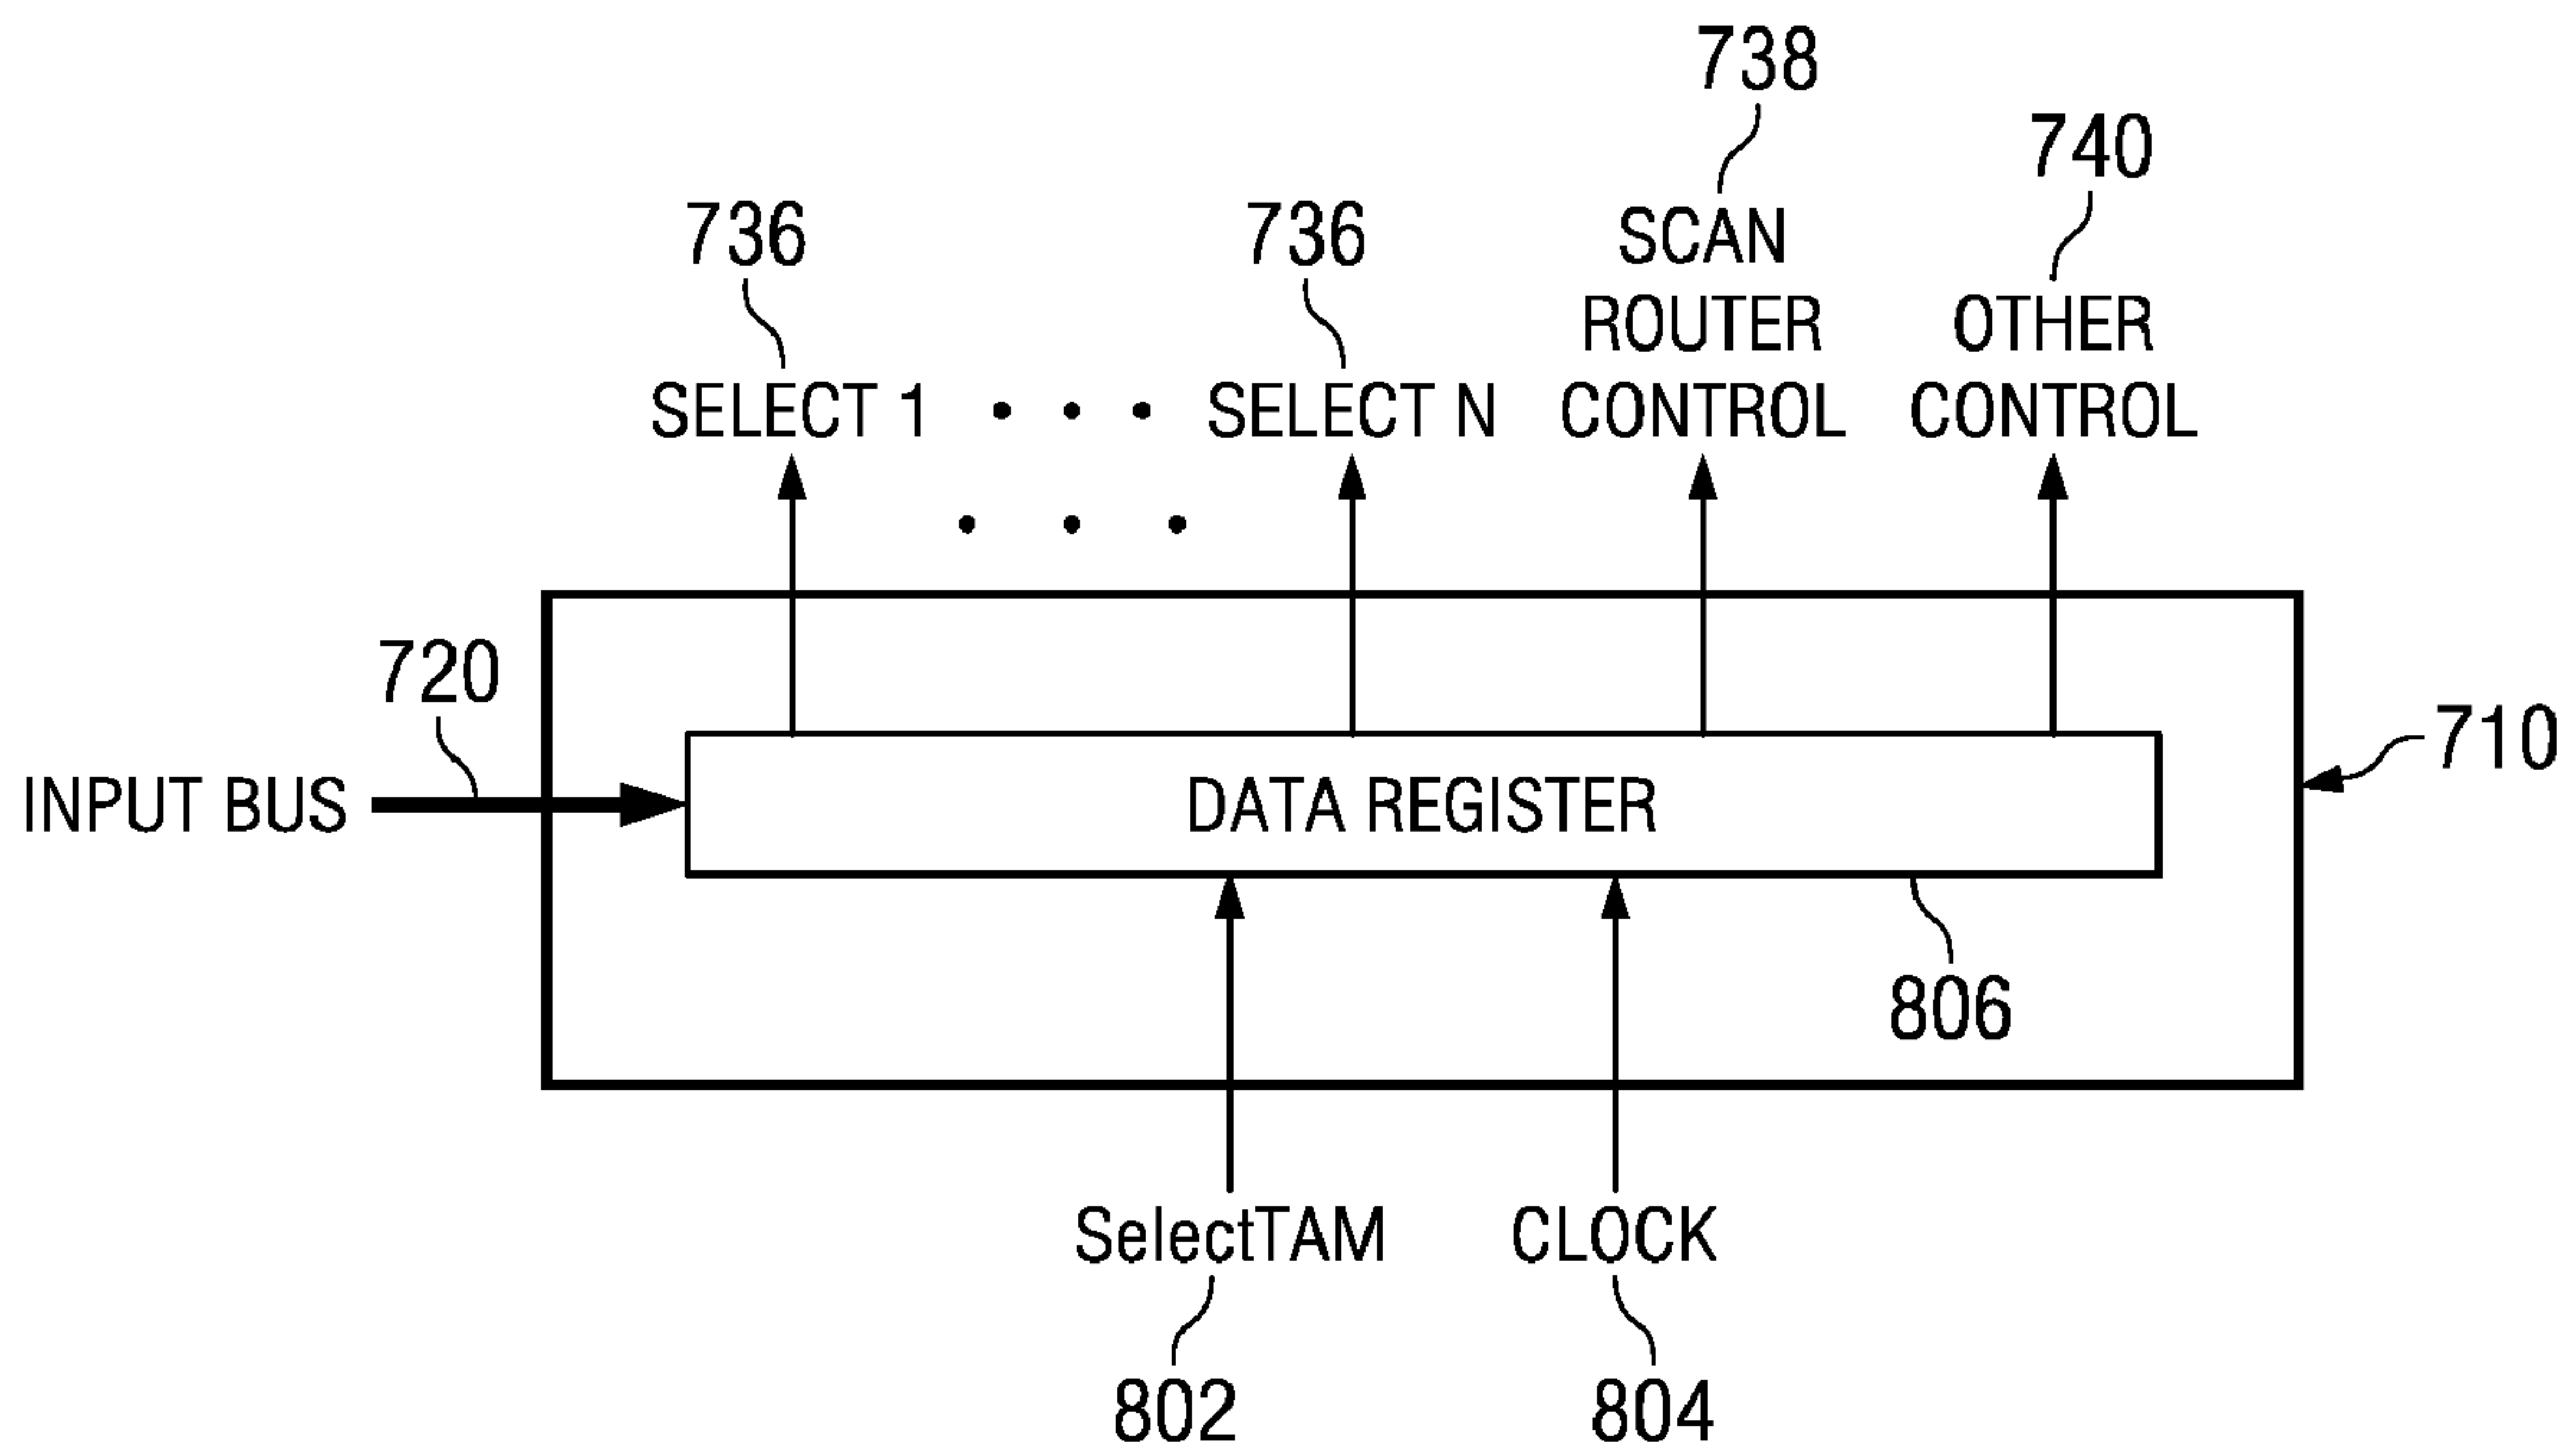 738
740
736
736
SCAN
ROUTER
CONTROL
OTHER
CONTROL
SELECT 1 • • • SELECT N
• • •
720
710
INPUT BUS
DATA REGISTER
806
SelectTAM
CLOCK
802
804